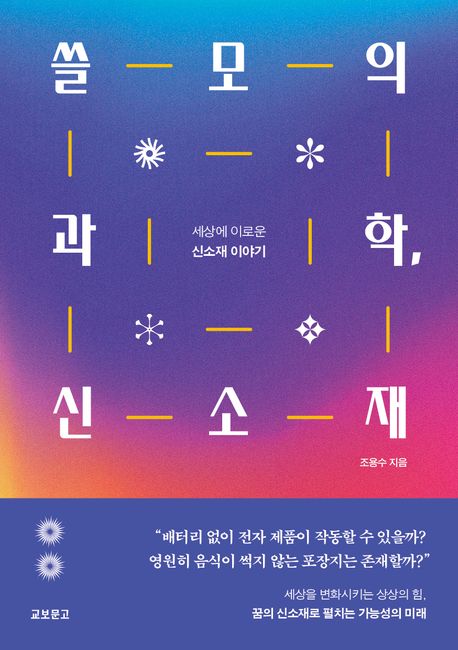 쓸모의
과학,
신소재
세상에 이로운
신소재 이야기
조용수 지음
“배터리 없이 전자 제품이 작동할 수 있을까?
영원히 음식이 썩지 않는 포장지는 존재할까?”
세상을 변화시키는 상상의 힘,
꿈의 신소재로 펼치는 가능성의 미래
교보문고